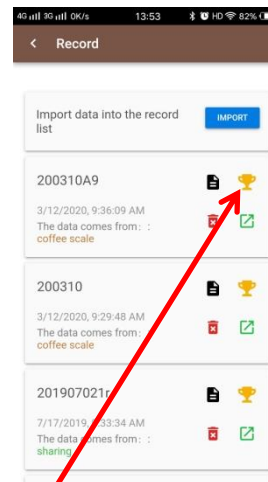 4G 3G 0K/s 13:53 HD 82%
Record
Import data into the record
list
IMPORT
200310A9
3/12/2020, 9:36:09 AM
The data comes from: :
coffee scale
200310
3/12/2020, 9:29:48 AM
The data comes from: :
coffee scale
201907021r
7/17/2019, :33:34 AM
The data comes from: :
sharing